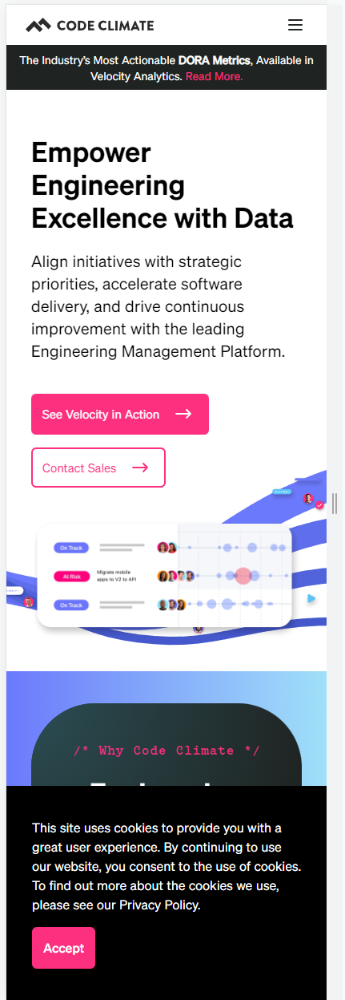 CODE CLIMATE
The Industry's Most Actionable DORA Metrics, Available in
Velocity Analytics. Read More.
Empower
Engineering
Excellence with Data
Align initiatives with strategic
priorities, accelerate software
delivery, and drive continuous
improvement with the leading
Engineering Management Platform.
See Velocity in Action
Contact Sales
On Track
At Risk
Migrate mobile
apps to V2 to API
On Track
/* Why Code Climate */
This site uses cookies to provide you with a
great user experience. By continuing to use
our website, you consent to the use of cookies.
To find out more about the cookies we use,
please see our Privacy Policy.
Accept